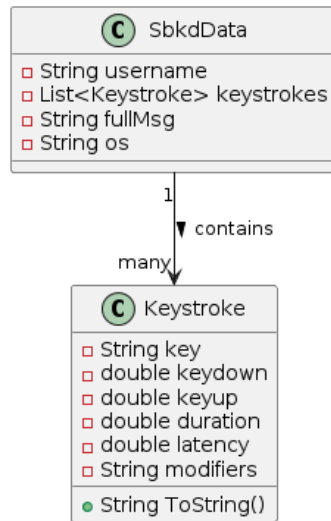 C SbkdData
String username
List<Keystroke> keystrokes
String fullMsg
String os
1
contains
many
C Keystroke
String key
double keydown
double keyup
double duration
double latency
String modifiers
String ToString()